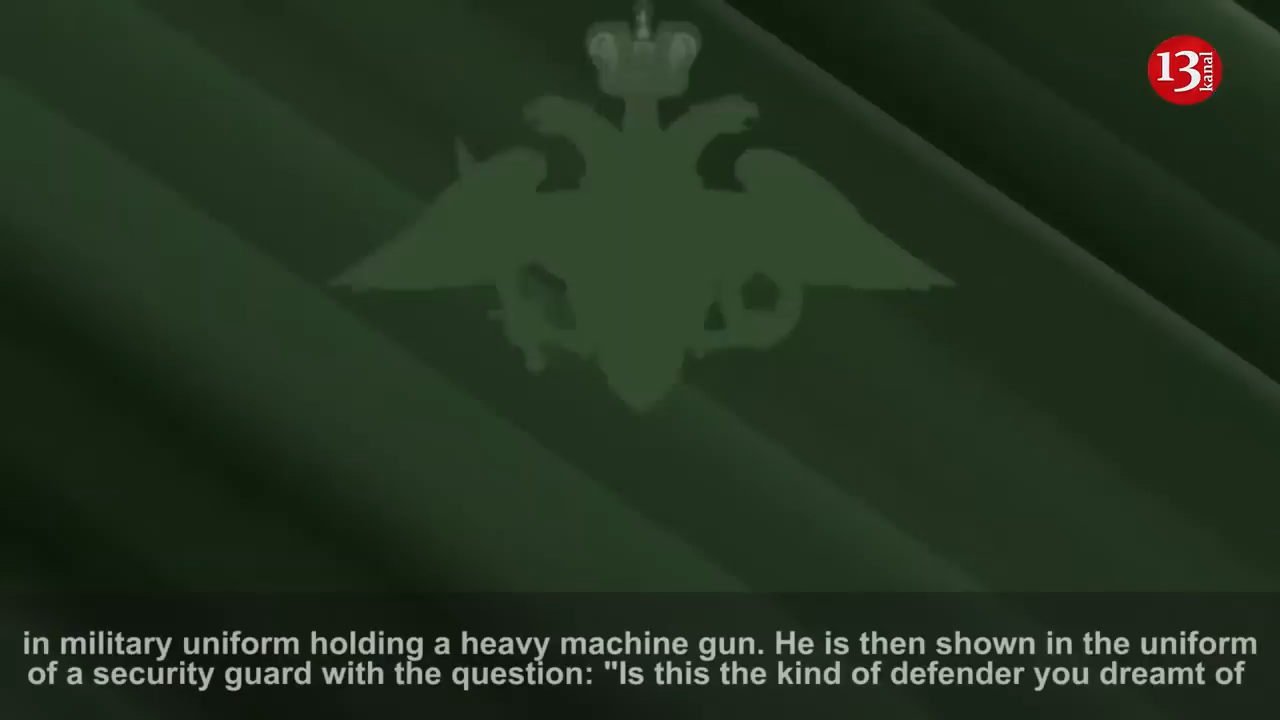 13
kanal
in military uniform holding a heavy machine gun. He is then shown in the uniform
of a security guard with the question: "Is this the kind of defender you dreamt of